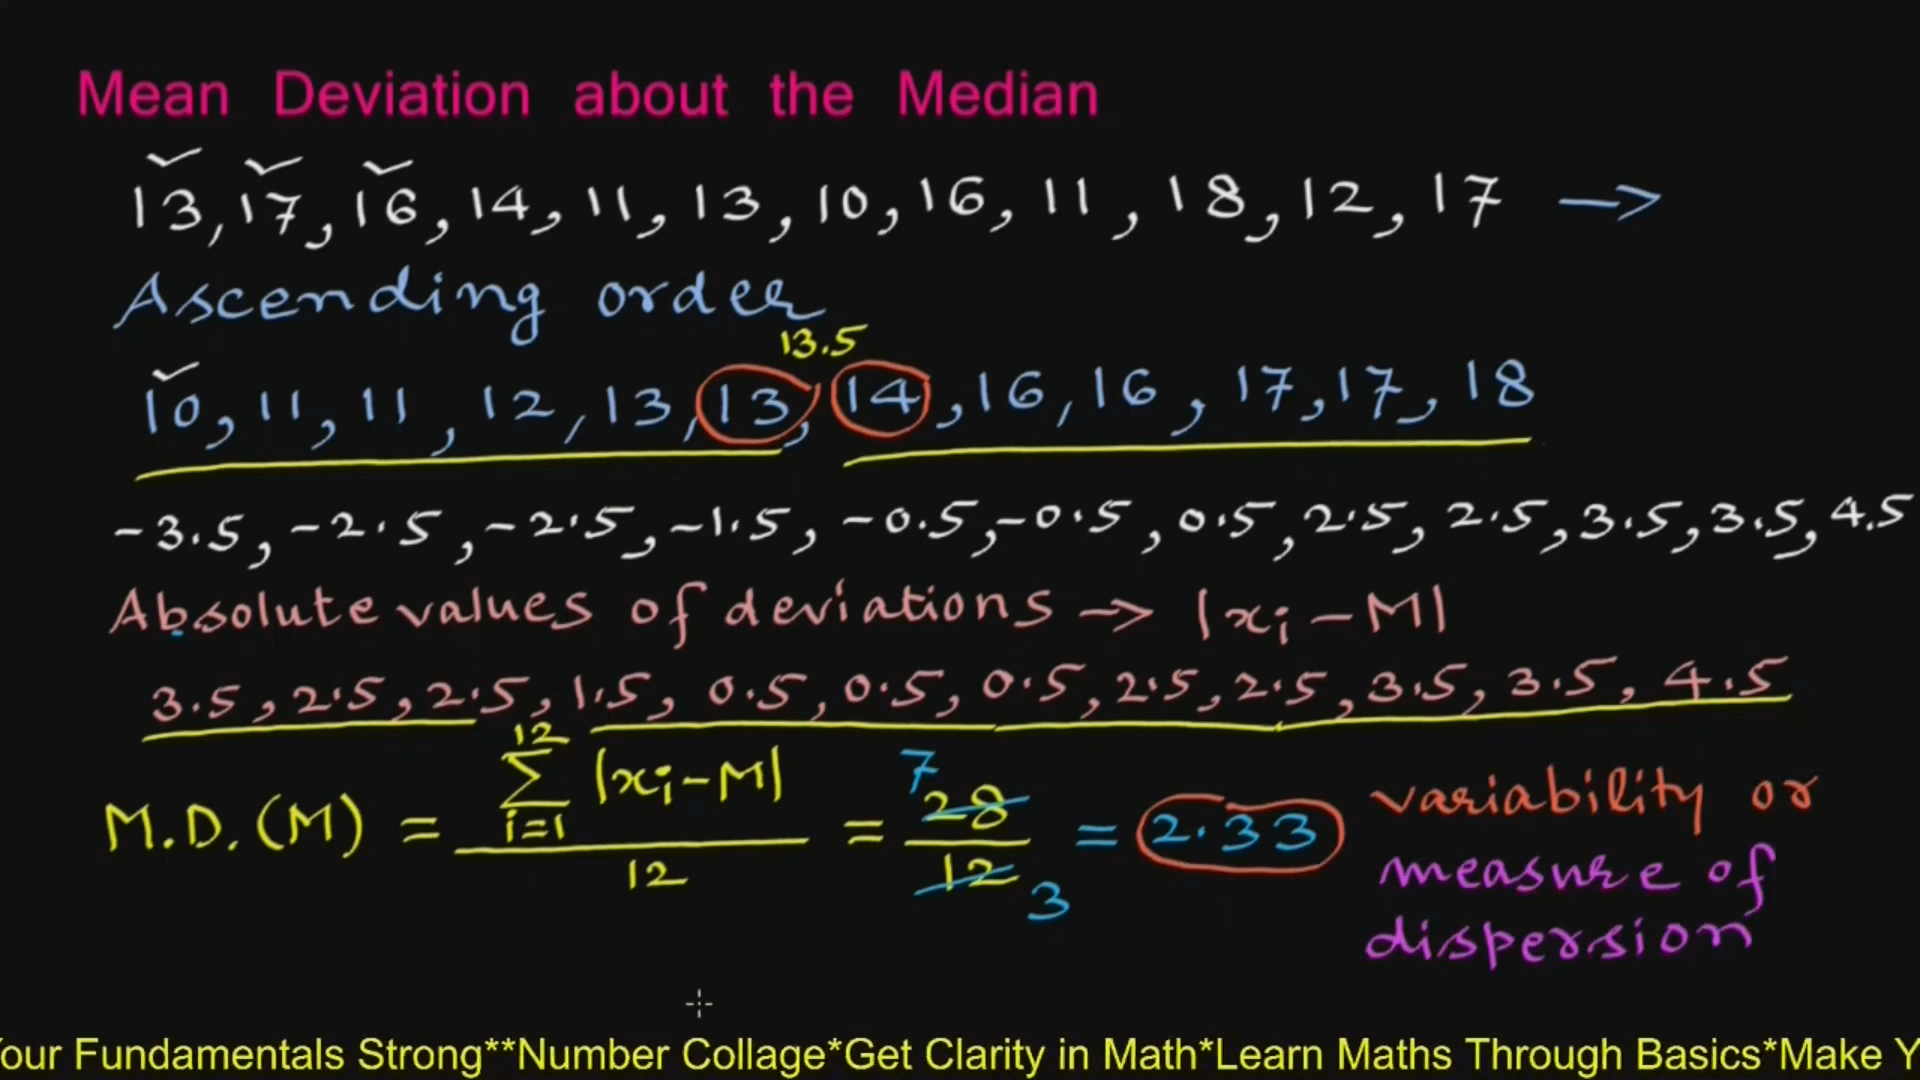 Mean Deviation about the Median
13, 17, 16, 14, 11, 13, 10, 16, 11, 18, 12, 17 →
Ascending order
13.5
10, 11, 11, 12, 13, 13, 14, 16, 16, 17, 17, 18
-3.5, -2.5, -2.5, -1.5, -0.5, -0.5, 0.5, 2.5, 2.5, 3.5, 3.5, 4.5
Absolute values of deviations → |xi - M|
3.5, 2.5, 2.5, 1.5, 0.5, 0.5, 0.5, 2.5, 2.5, 3.5, 3.5, 4.5
M.D.(M) = 12 Σ i=1 |xi - M| / 12 = 7 28 / 12 3 = 2.33
variability or
measure of
dispersion
our Fundamentals Strong**Number Collage*Get Clarity in Math*Learn Maths Through Basics*Make Y